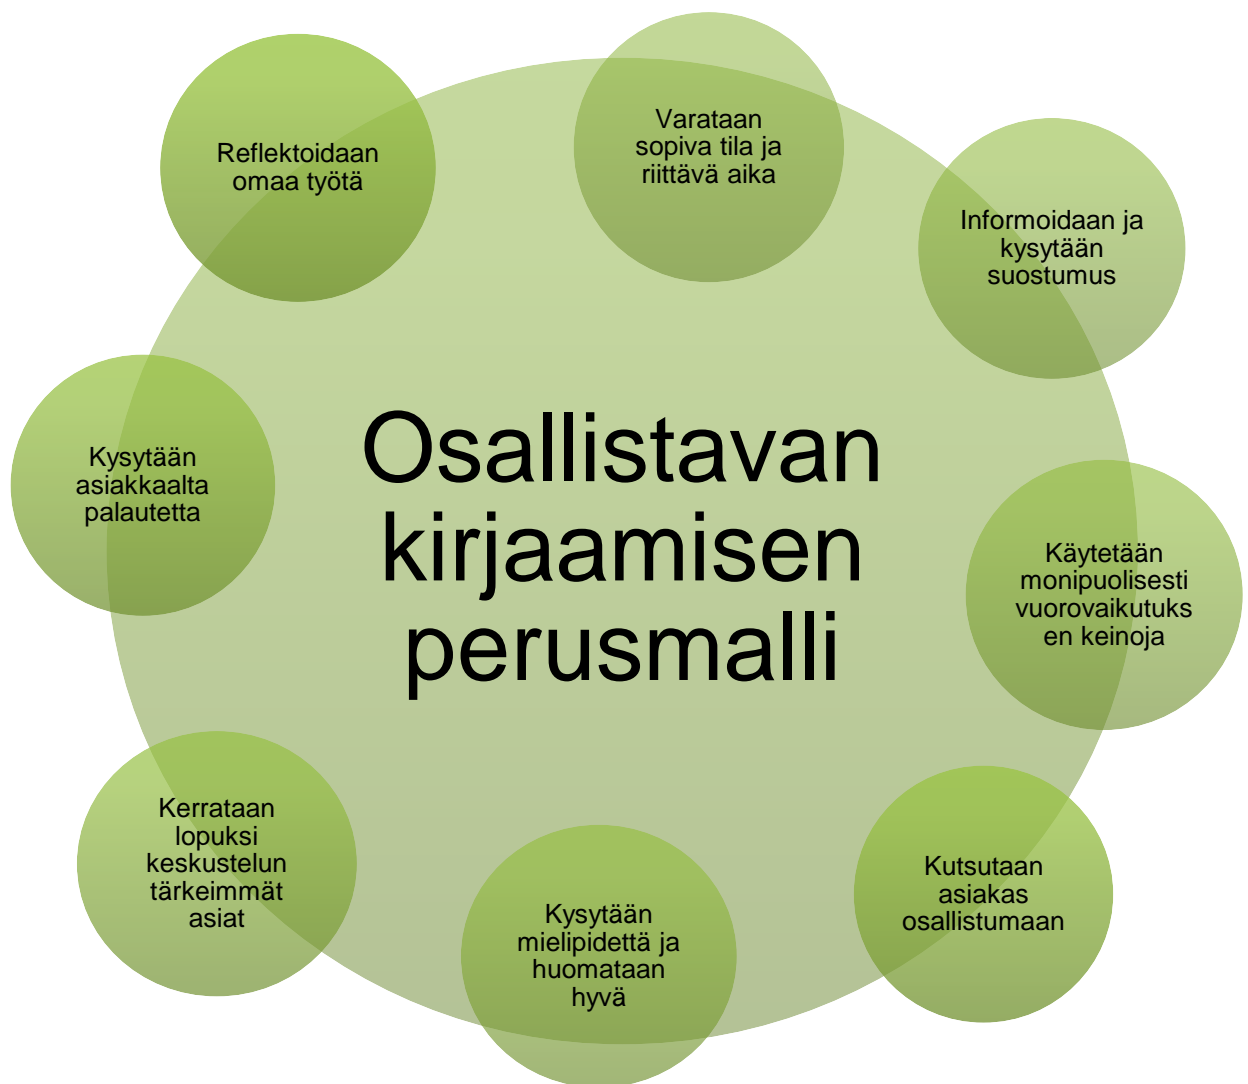 Osallistavan
kirjaamisen
perusmalli
Varataan
sopiva tila ja
riittävä aika
Informoidaan ja
kysytään
suostumus
Käytetään
monipuolisesti
vuorovaikutuks
en keinoja
Kutsutaan
asiakas
osallistumaan
Kysytään
mielipidettä ja
huomataan
hyvä
Kerrataan
lopuksi
keskustelun
tärkeimmät
asiat
Kysytään
asiakkaalta
palautetta
Reflektoidaan
omaa työtä